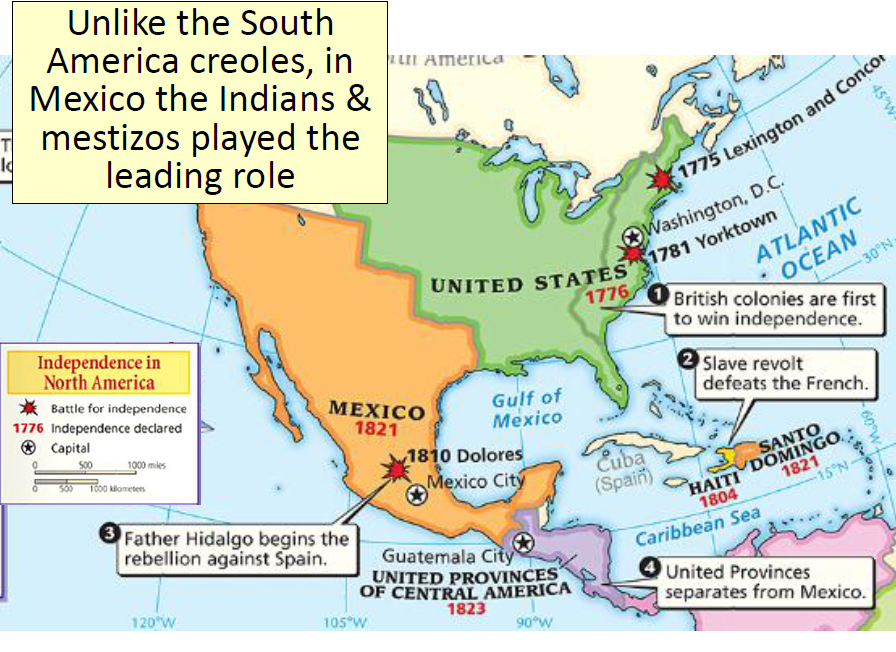 Unlike the South
America creoles, in
Mexico the Indians &
mestizos played the
leading role
America
1775 Lexington and Concor
45°W
Washington, D.C.
1781 Yorktown
ATLANTIC
OCEAN
30°N
UNITED STATES
1776
1 British colonies are first
to win independence.
2 Slave revolt
defeats the French.
Independence in
North America
Battle for independence
1776 Independence declared
Capital
0 500 1000 miles
0 500 1000 kilometers
Gulf of
Mexico
MEXICO
1821
60°W
1810 Dolores
Mexico City
Cuba
(Spain)
SANTO
DOMINGO
1821
15°N
HAITI
1804
Caribbean Sea
3 Father Hidalgo begins the
rebellion against Spain.
Guatemala City
UNITED PROVINCES
OF CENTRAL AMERICA
1823
4 United Provinces
separates from Mexico.
120°W
105°W
90°W